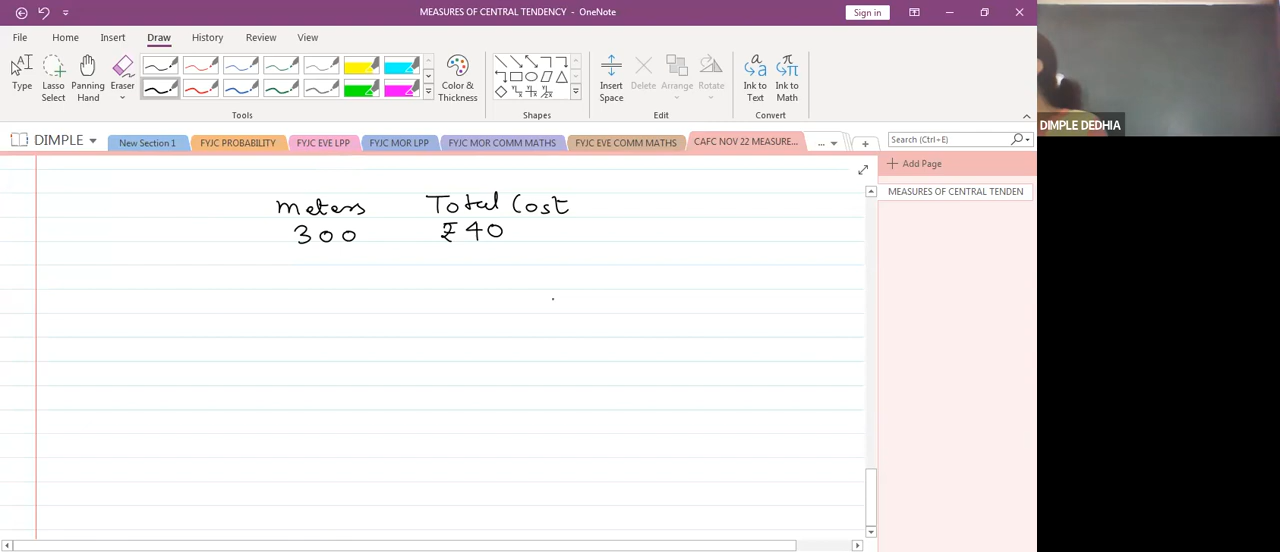 MEASURES OF CENTRAL TENDENCY - OneNote
Sign in
File Home Insert Draw History Review View
Type
Lasso Select
Panning Hand
Eraser
Color & Thickness
Insert Space
Delete
Arrange
Rotate
Ink to Text
Ink to Math
Tools
Shapes
Edit
Convert
DIMPLE
New Section 1
FYJC PROBABILITY
FYJC EVE LPP
FYJC MOR LPP
FYJC MOR COMM MATHS
FYJC EVE COMM MATHS
CAFC NOV 22 MEASURE...
...
Search (Ctrl+E)
Add Page
MEASURES OF CENTRAL TENDEN
DIMPLE DEDHIA
Meters Total Cost
300 ₹40